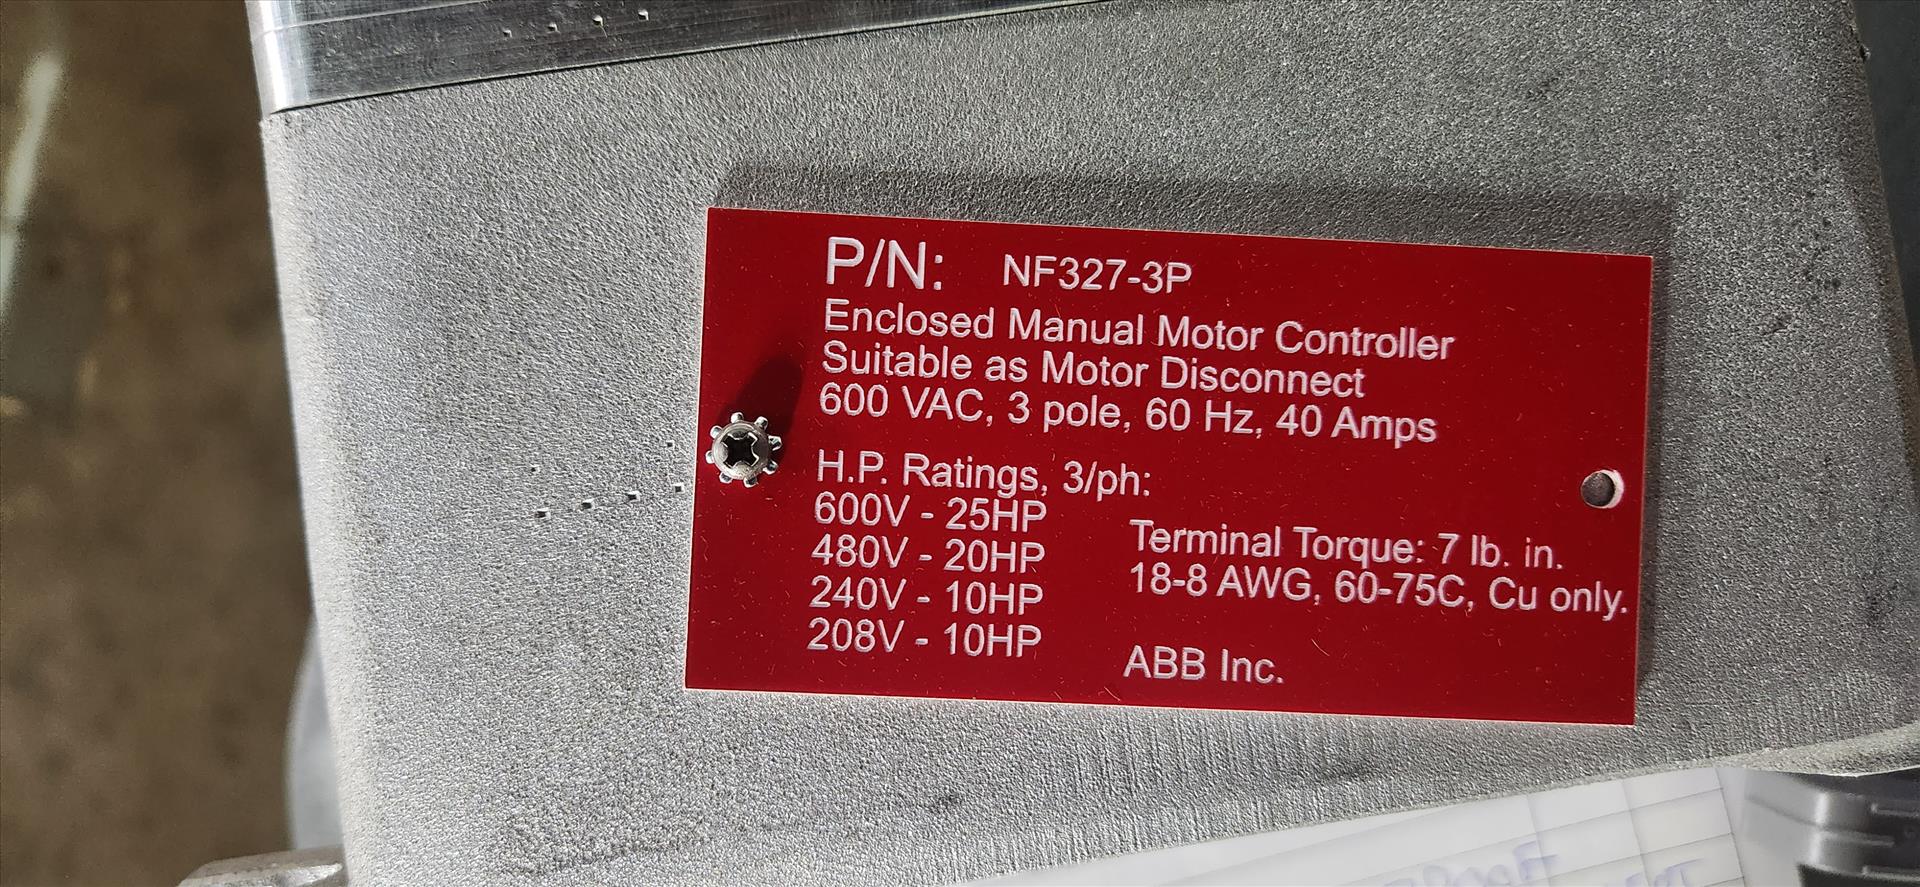 P/N: NF327-3P
Enclosed Manual Motor Controller
Suitable as Motor Disconnect
600 VAC, 3 pole, 60 Hz, 40 Amps
H.P. Ratings, 3/ph:
600V - 25HP
480V - 20HP
240V - 10HP
208V - 10HP
Terminal Torque: 7 lb. in.
18-8 AWG, 60-75C, Cu only.
ABB Inc.